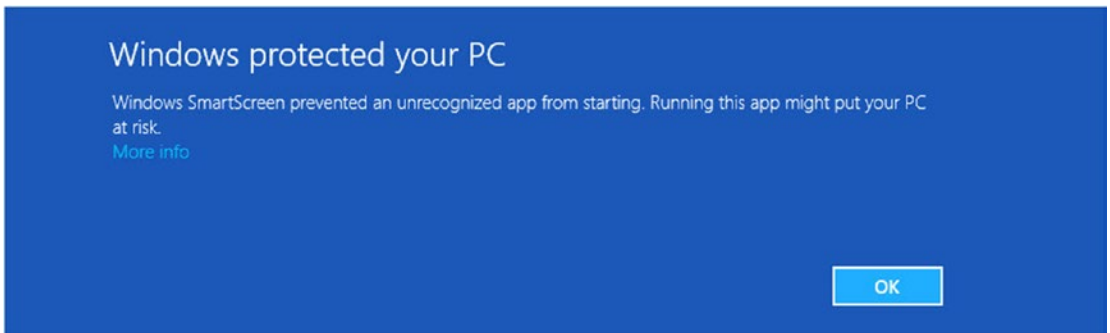 Windows protected your PC
Windows SmartScreen prevented an unrecognized app from starting. Running this app might put your PC
at risk.
More info
OK